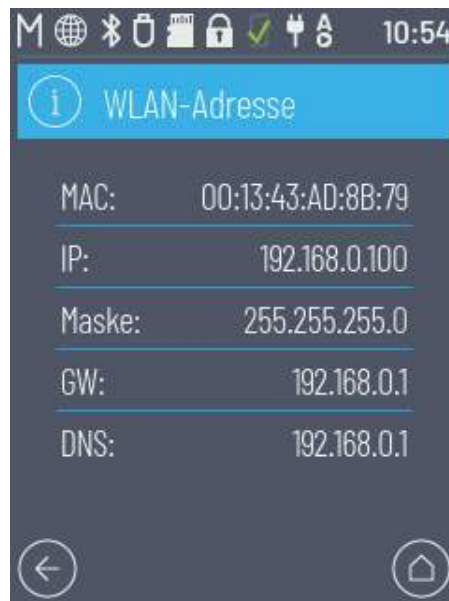 M A 10:54
i WLAN-Adresse
MAC: 00:13:43:AD:8B:79
IP: 192.168.0.100
Maske: 255.255.255.0
GW: 192.168.0.1
DNS: 192.168.0.1